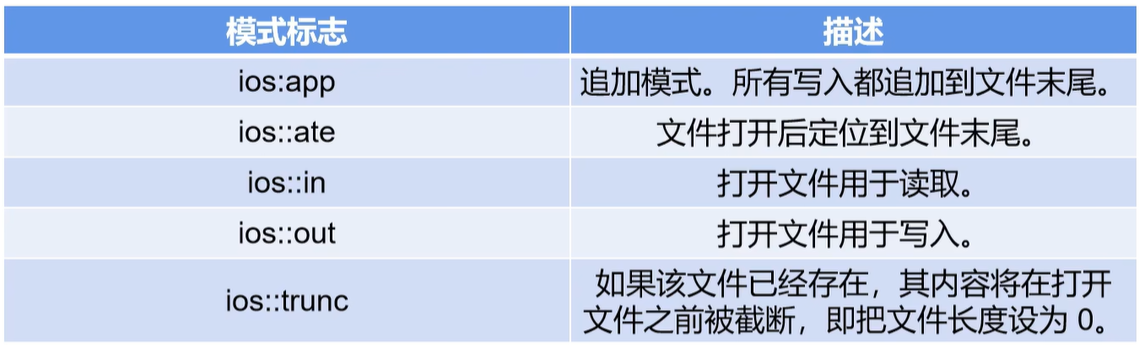 模式标志 描述
ios:app 追加模式。所有写入都追加到文件末尾。
ios::ate 文件打开后定位到文件末尾。
ios::in 打开文件用于读取。
ios::out 打开文件用于写入。
ios::trunc 如果该文件已经存在，其内容将在打开
文件之前被截断，即把文件长度设为 0。